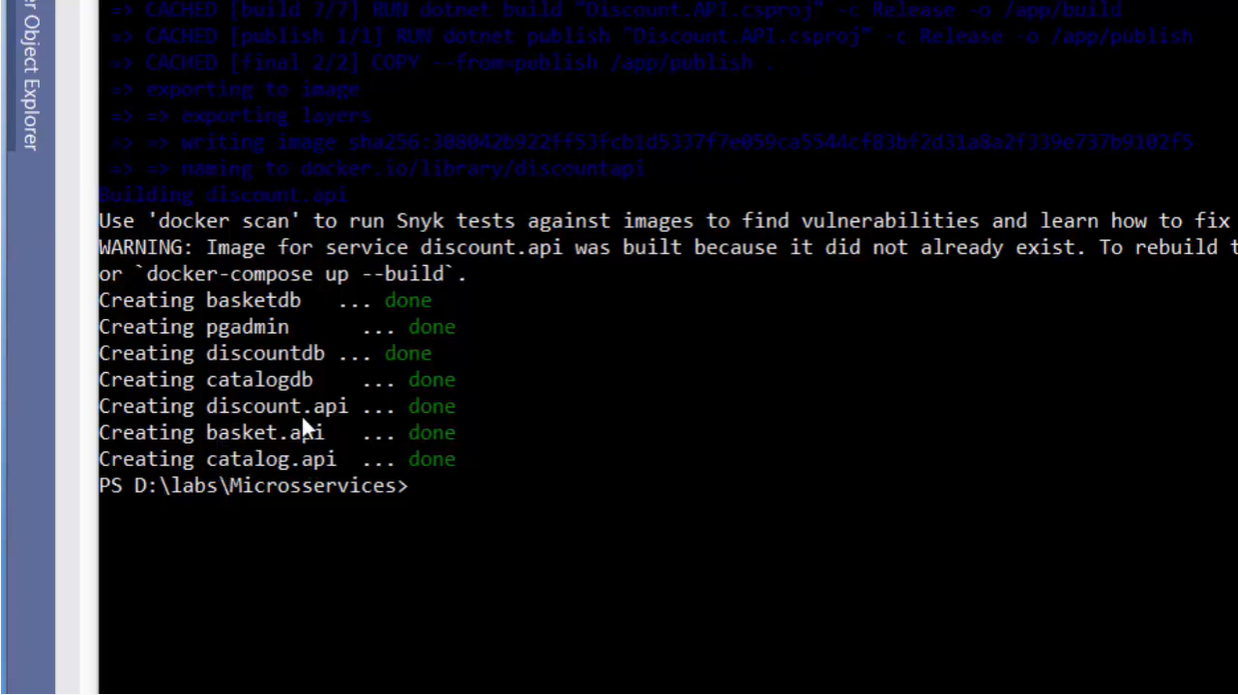 er Object Explorer
=> CACHED [build 7/7] RUN dotnet build "Discount.API.csproj" -c Release -o /app/build
=> CACHED [publish 1/1] RUN dotnet publish "Discount.API.csproj" -c Release -o /app/publish
=> CACHED [final 2/2] COPY --from=publish /app/publish .
=> exporting to image
=> => exporting layers
=> => writing image
=> => naming to docker.io/library/discountapi
Building discount.api
Use 'docker scan' to run Snyk tests against images to find vulnerabilities and learn how to fix
WARNING: Image for service discount.api was built because it did not already exist. To rebuild t
or `docker-compose up --build`.
Creating basketdb ... done
Creating pgadmin ... done
Creating discountdb ... done
Creating catalogdb ... done
Creating discount.api ... done
Creating basket.api ... done
Creating catalog.api ... done
PS D:\labs\Microsservices>